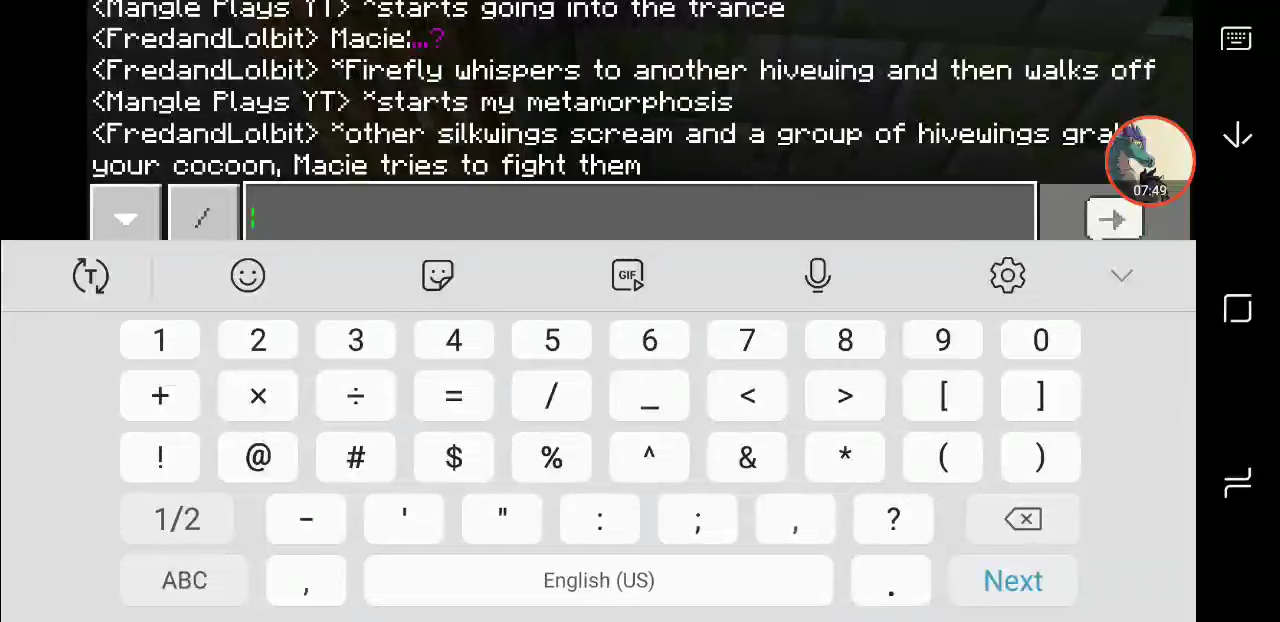 <Mangle Plays YT> *starts going into the trance
<FredandLolbit> Macie:...?
<FredandLolbit> *Firefly whispers to another hivewing and then walks off
<Mangle Plays YT> *starts my metamorphosis
<FredandLolbit> *other silkwings scream and a group of hivewings gra
your cocoon, Macie tries to fight them
07:49
/
T
GIF
1 2 3 4 5 6 7 8 9 0
+ × ÷ = / _ < > [ ]
! @ # $ % ^ & * ( )
1/2 - ' " : ; , ?
ABC , English (US) . Next